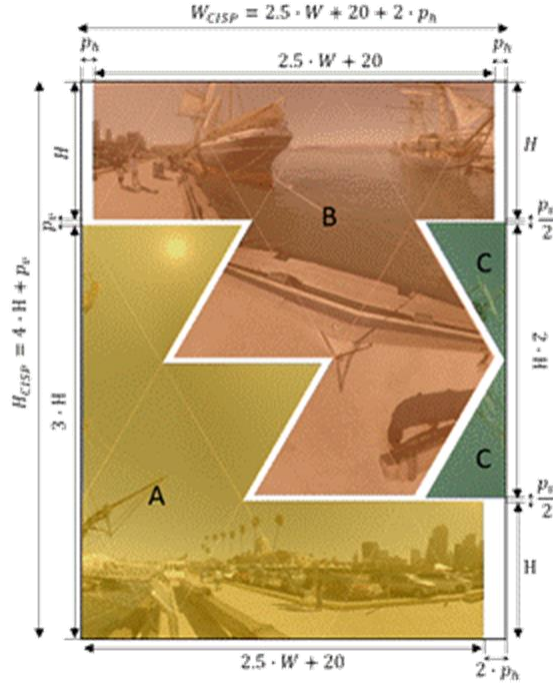 W_CISP = 2.5 · W + 20 + 2 · p_h
p_h
p_h
2.5 · W + 20
H
H
B
p_v
p_v/2
C
H_CISP = 4 · H + p_v
2 · H
3 · H
A
C
p_v/2
H
2.5 · W + 20
2 · p_h